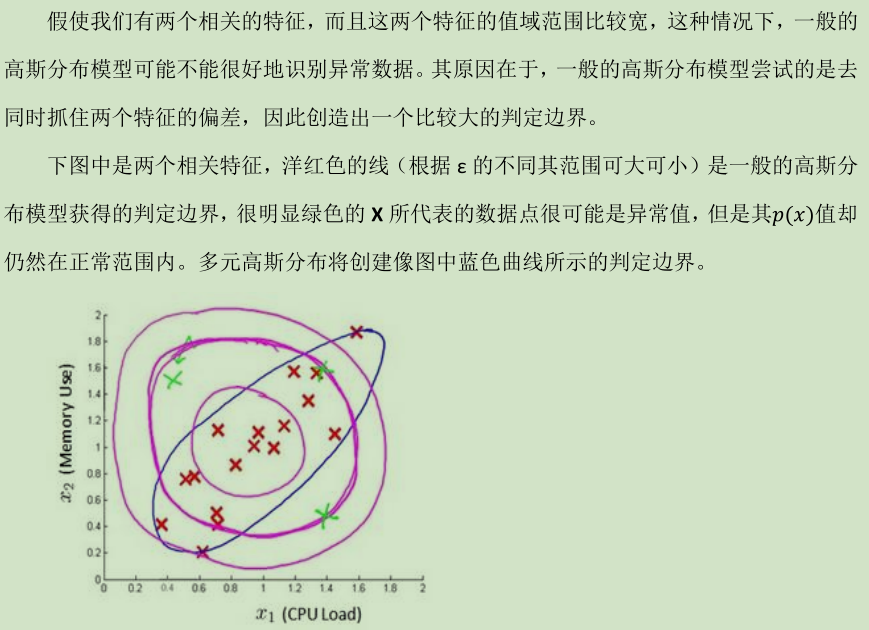 假使我们有两个相关的特征，而且这两个特征的值域范围比较宽，这种情况下，一般的
高斯分布模型可能不能很好地识别异常数据。其原因在于，一般的高斯分布模型尝试的是去
同时抓住两个特征的偏差，因此创造出一个比较大的判定边界。
下图中是两个相关特征，洋红色的线（根据 ε 的不同其范围可大可小）是一般的高斯分
布模型获得的判定边界，很明显绿色的 X 所代表的数据点很可能是异常值，但是其p(x)值却
仍然在正常范围内。多元高斯分布将创建像图中蓝色曲线所示的判定边界。
2
1.8
1.6
1.4
1.2
1
0.8
0.6
0.4
0.2
0
x₂ (Memory Use)
0 0.2 0.4 0.6 0.8 1 1.2 1.4 1.6 1.8 2
x₁ (CPU Load)